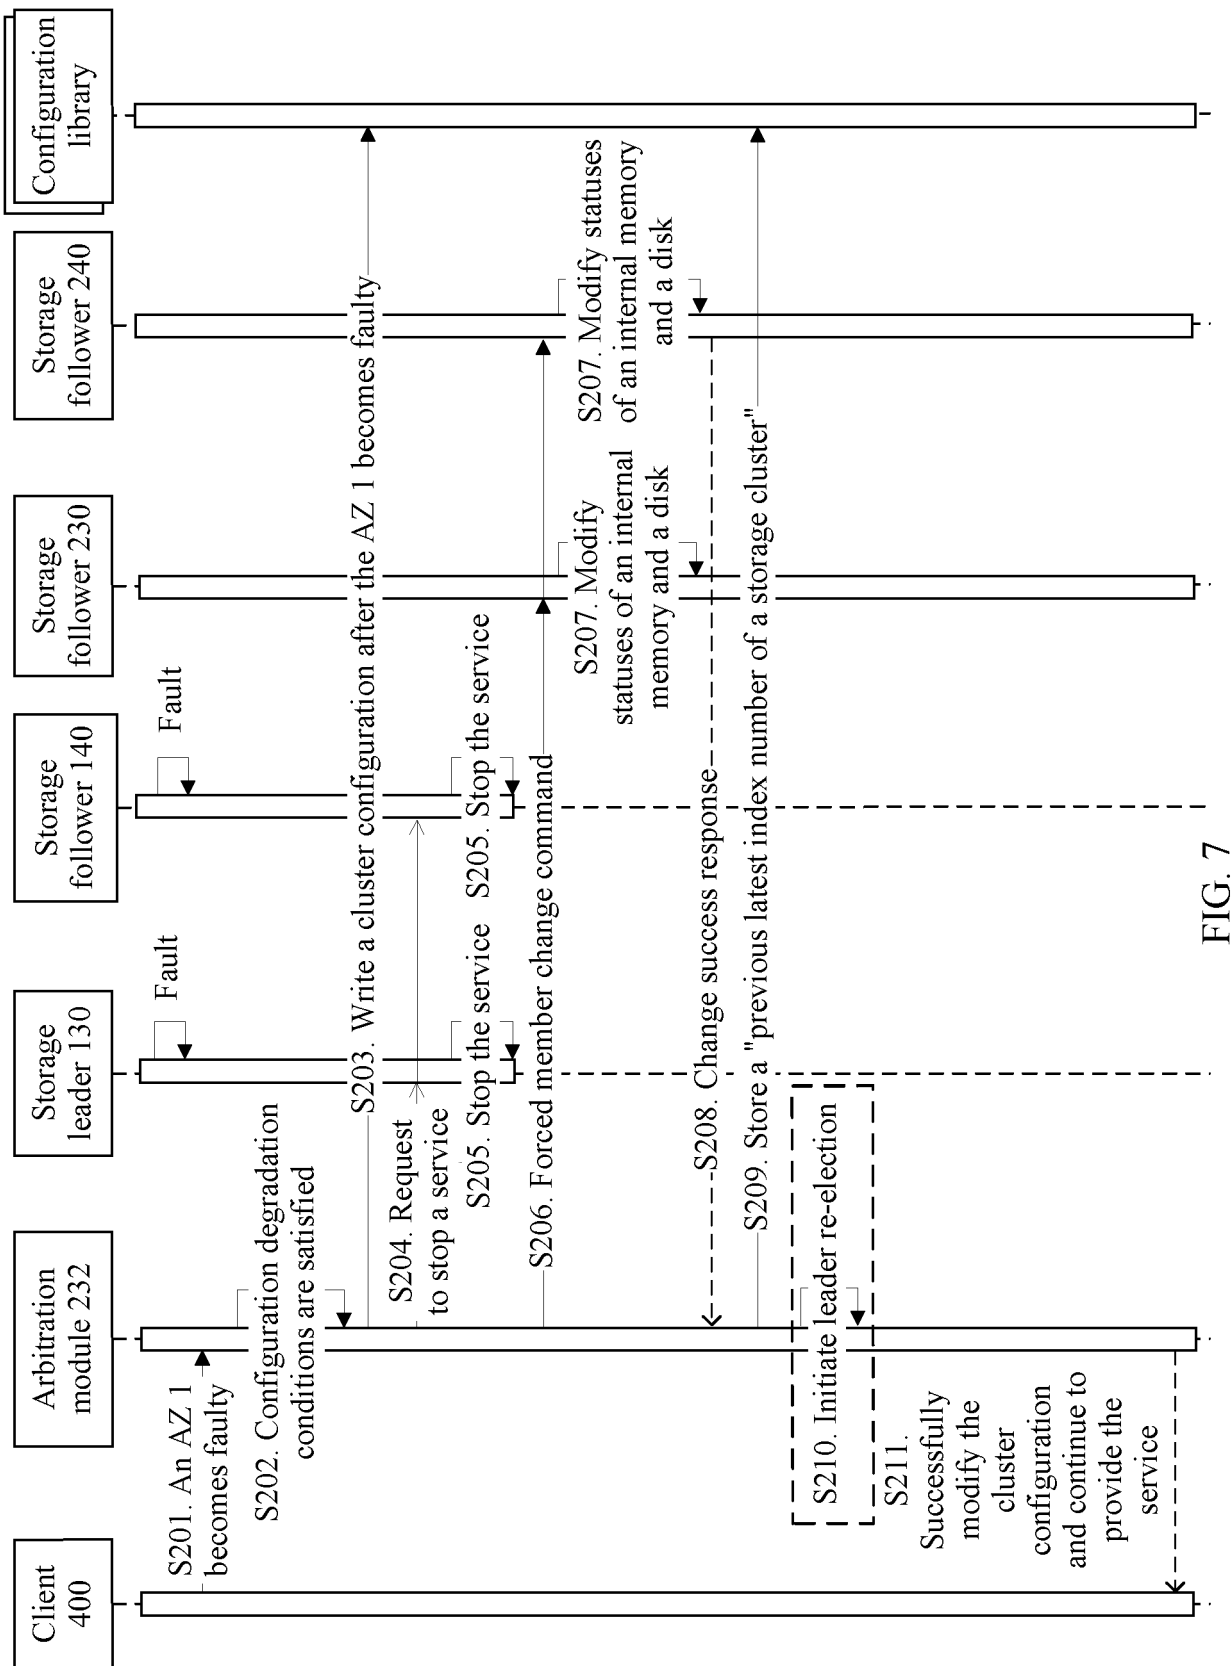 Client
400
Arbitration
module 232
Storage
leader 130
Storage
follower 140
Storage
follower 230
Storage
follower 240
Configuration
library
Fault
Fault
S201. An AZ 1
becomes faulty
S202. Configuration degradation
conditions are satisfied
S203. Write a cluster configuration after the AZ 1 becomes faulty
S204. Request
to stop a service
S205. Stop the service
S205. Stop the service
S206. Forced member change command
S207. Modify
statuses of an internal
memory and a disk
S207. Modify statuses
of an internal memory
and a disk
S208. Change success response
S209. Store a "previous latest index number of a storage cluster"
S210. Initiate leader re-election
S211.
Successfully
modify the
cluster
configuration
and continue to
provide the
service
FIG. 7